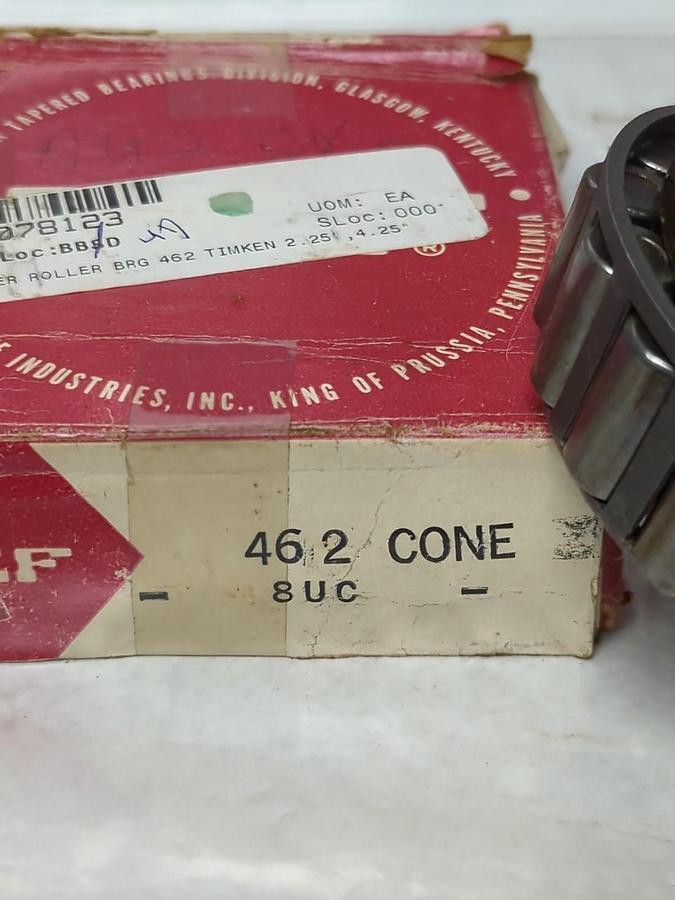 TAPERED BEARINGS DIVISION, GLASGOW, KENTUCKY
078123
UOM: EA
SLOC: 000
Loc:BB
ER ROLLER BRG 462 TIMKEN 2.25" ,4.25"
®
INDUSTRIES, INC., KING OF PRUSSIA, PENNSYLVANIA
462 CONE
- 8UC -